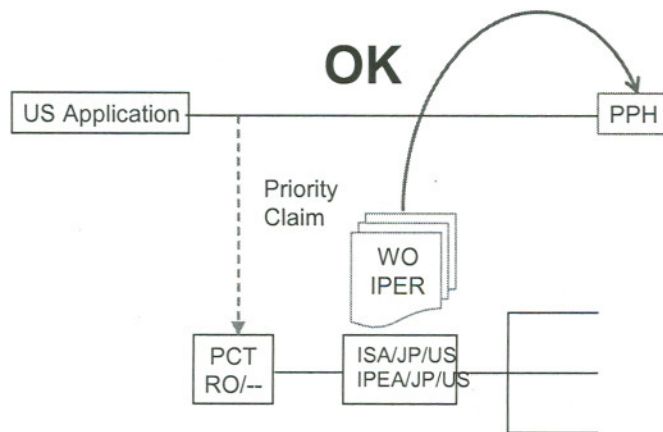 OK
US Application
PPH
Priority
Claim
WO
IPER
PCT
RO/--
ISA/JP/US
IPEA/JP/US